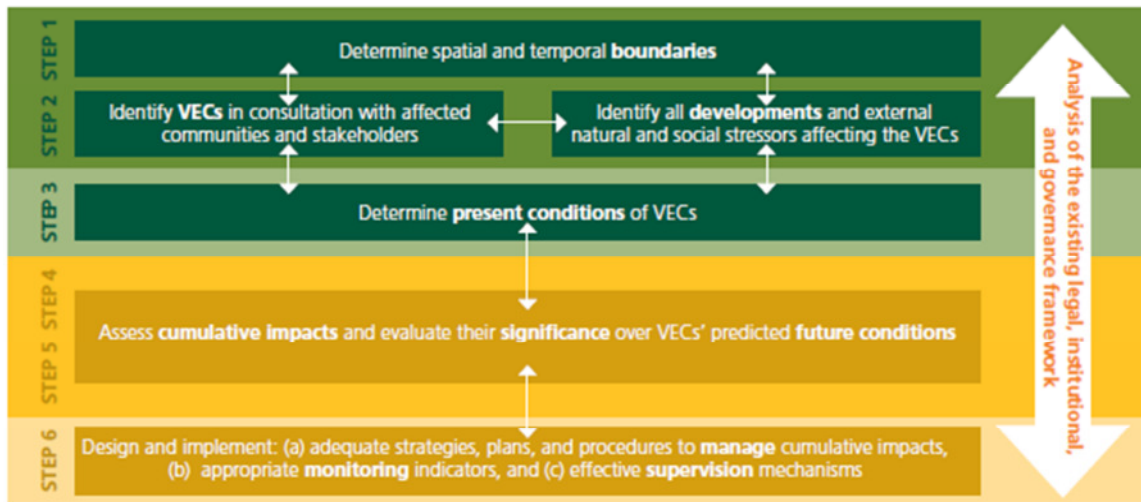 STEP 1
Determine spatial and temporal boundaries
STEP 2
Identify VECs in consultation with affected
communities and stakeholders
Identify all developments and external
natural and social stressors affecting the VECs
STEP 3
Determine present conditions of VECs
STEP 4
STEP 5
Assess cumulative impacts and evaluate their significance over VECs’ predicted future conditions
STEP 6
Design and implement: (a) adequate strategies, plans, and procedures to manage cumulative impacts,
(b) appropriate monitoring indicators, and (c) effective supervision mechanisms
Analysis of the existing legal, institutional,
and governance framework